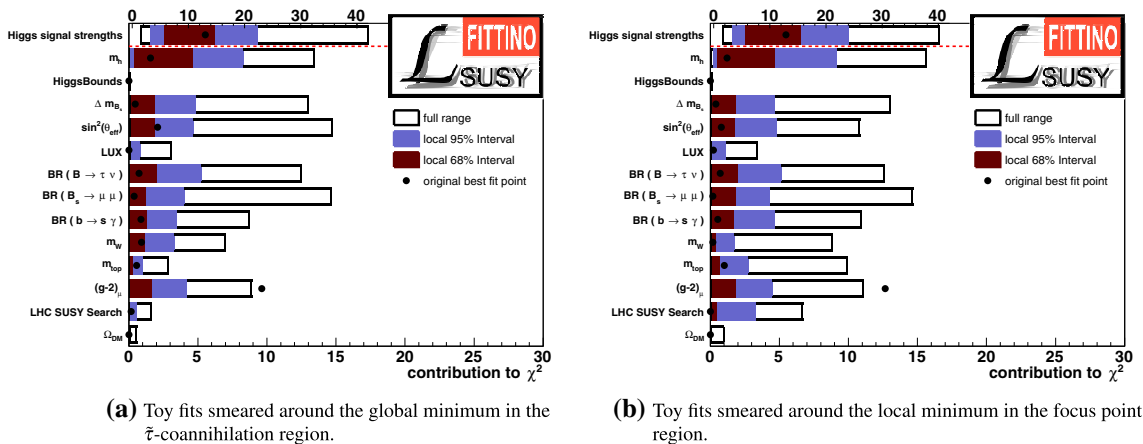 0 10 20 30 40
Higgs signal strengths
m_h
HiggsBounds
Δ m_{B_s}
sin²(θ_eff)
LUX
BR ( B → τ ν )
BR ( B_s → μ μ )
BR ( b → s γ )
m_W
m_top
(g-2)_μ
LHC SUSY Search
Ω_DM
0 5 10 15 20 25 30
contribution to χ²
L
FITTINO
SUSY
full range
local 95% Interval
local 68% Interval
original best fit point
(a) Toy fits smeared around the global minimum in the
τ̃-coannihilation region.
0 10 20 30 40
Higgs signal strengths
m_h
HiggsBounds
Δ m_{B_s}
sin²(θ_eff)
LUX
BR ( B → τ ν )
BR ( B_s → μ μ )
BR ( b → s γ )
m_W
m_top
(g-2)_μ
LHC SUSY Search
Ω_DM
0 5 10 15 20 25 30
contribution to χ²
L
FITTINO
SUSY
full range
local 95% Interval
local 68% Interval
original best fit point
(b) Toy fits smeared around the local minimum in the focus point
region.